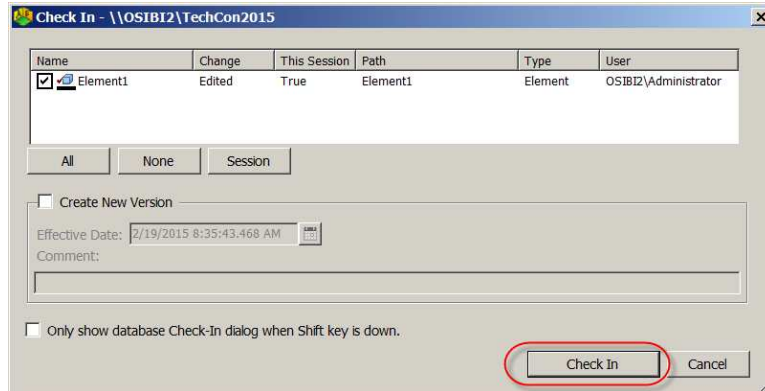 Check In - \\OSIBI2\TechCon2015
Name Change This Session Path Type User
Element1 Edited True Element1 Element OSIBI2\Administrator
All None Session
Create New Version
Effective Date: 2/19/2015 8:35:43.468 AM
Comment:
Only show database Check-In dialog when Shift key is down.
Check In Cancel